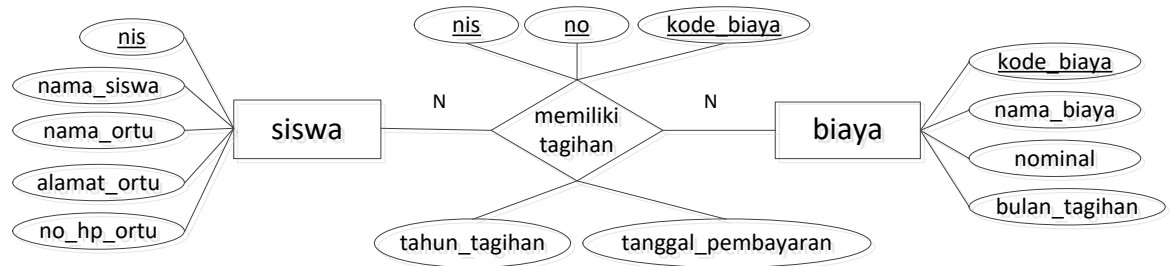 nis
nama_siswa
nama_ortu
alamat_ortu
no_hp_ortu
siswa
N
nis
no
kode_biaya
memiliki
tagihan
tahun_tagihan
tanggal_pembayaran
N
biaya
kode_biaya
nama_biaya
nominal
bulan_tagihan